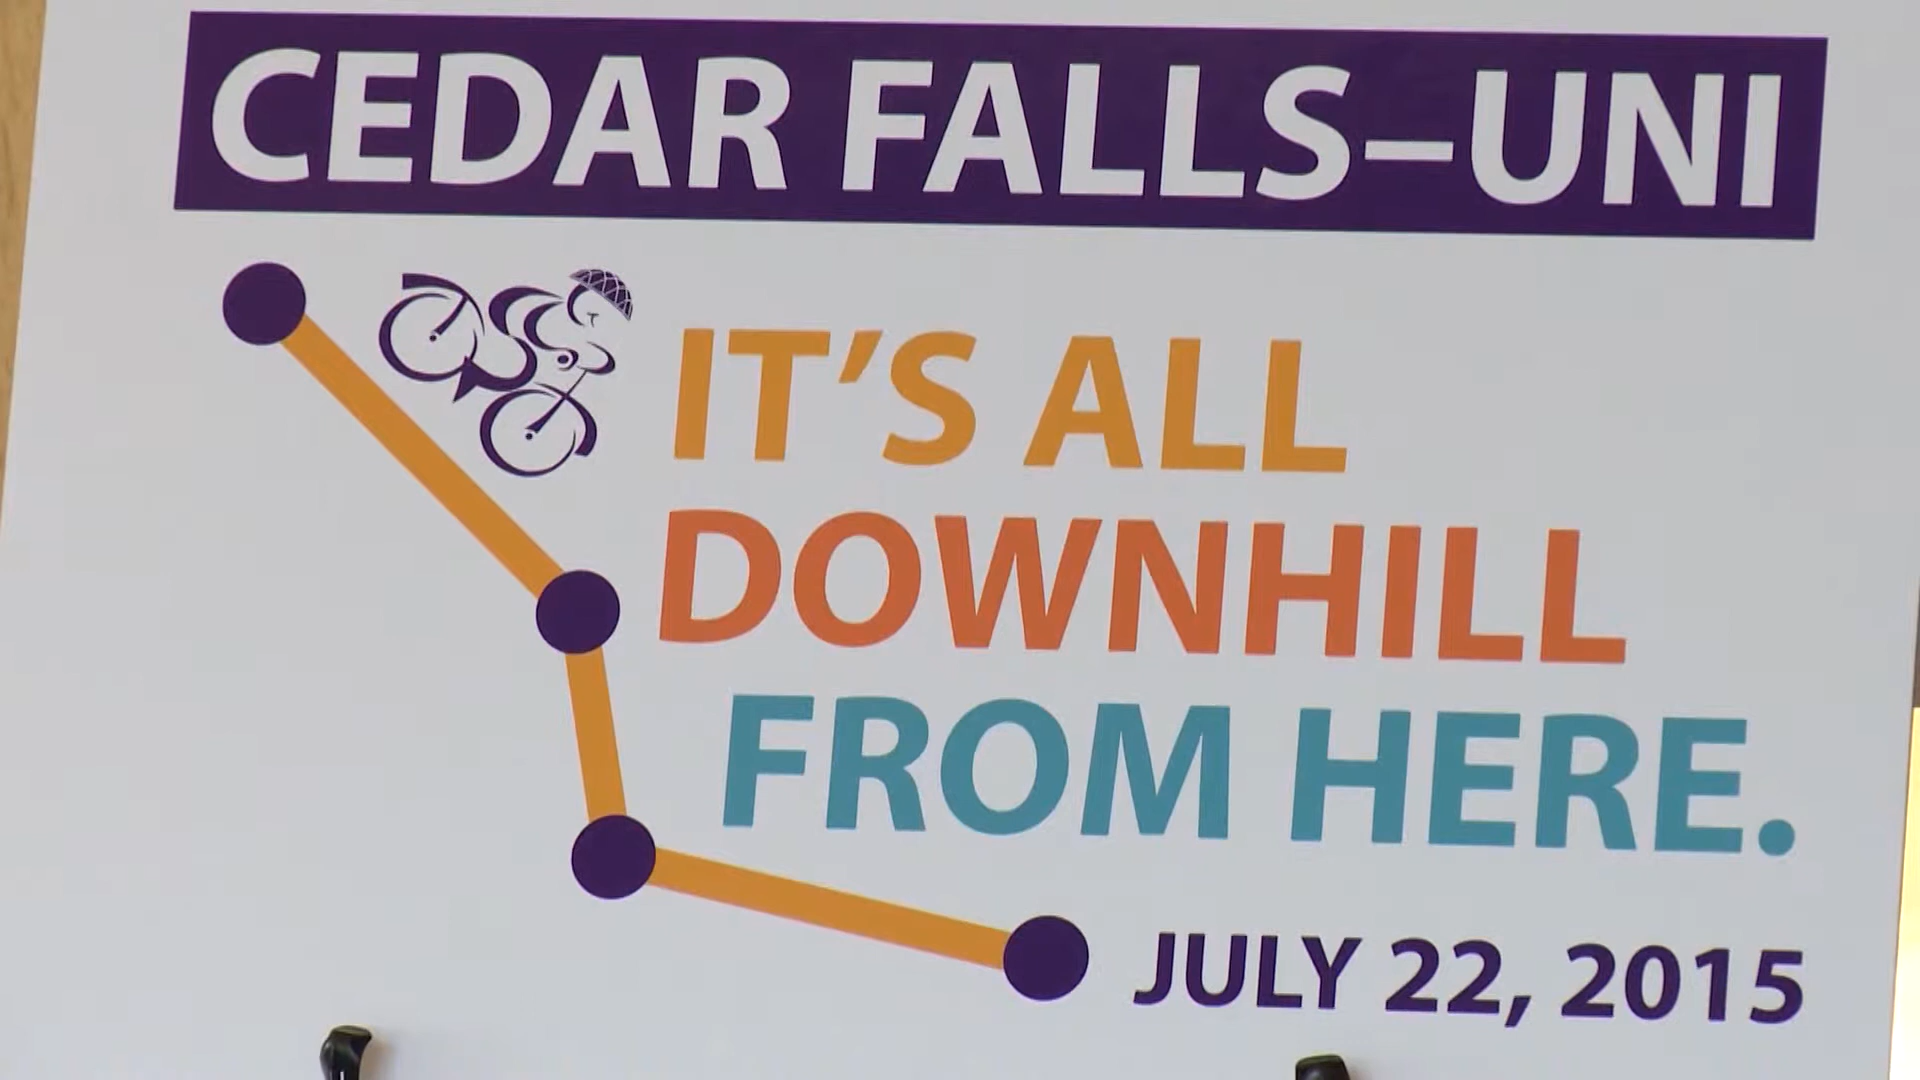 CEDAR FALLS–UNI
IT'S ALL
DOWNHILL
FROM HERE.
JULY 22, 2015